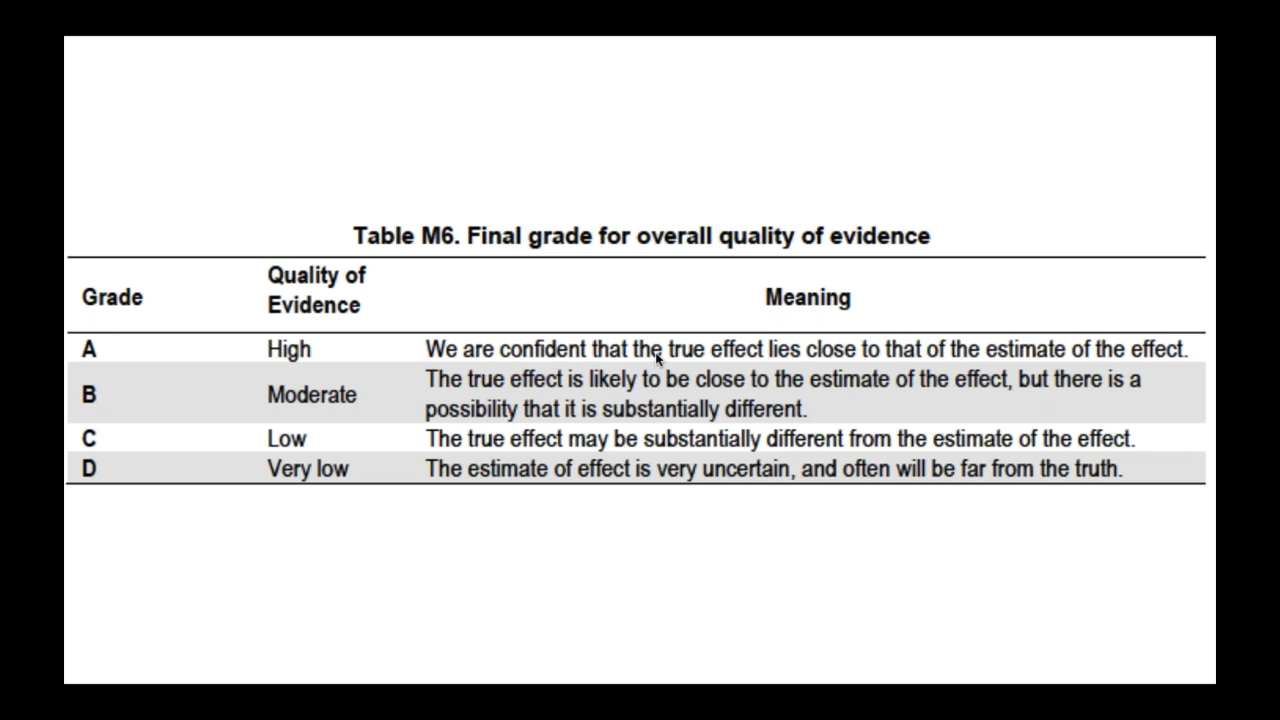 Table M6. Final grade for overall quality of evidence
Grade
Quality of
Evidence
Meaning
A High We are confident that the true effect lies close to that of the estimate of the effect.
B Moderate The true effect is likely to be close to the estimate of the effect, but there is a
possibility that it is substantially different.
C Low The true effect may be substantially different from the estimate of the effect.
D Very low The estimate of effect is very uncertain, and often will be far from the truth.